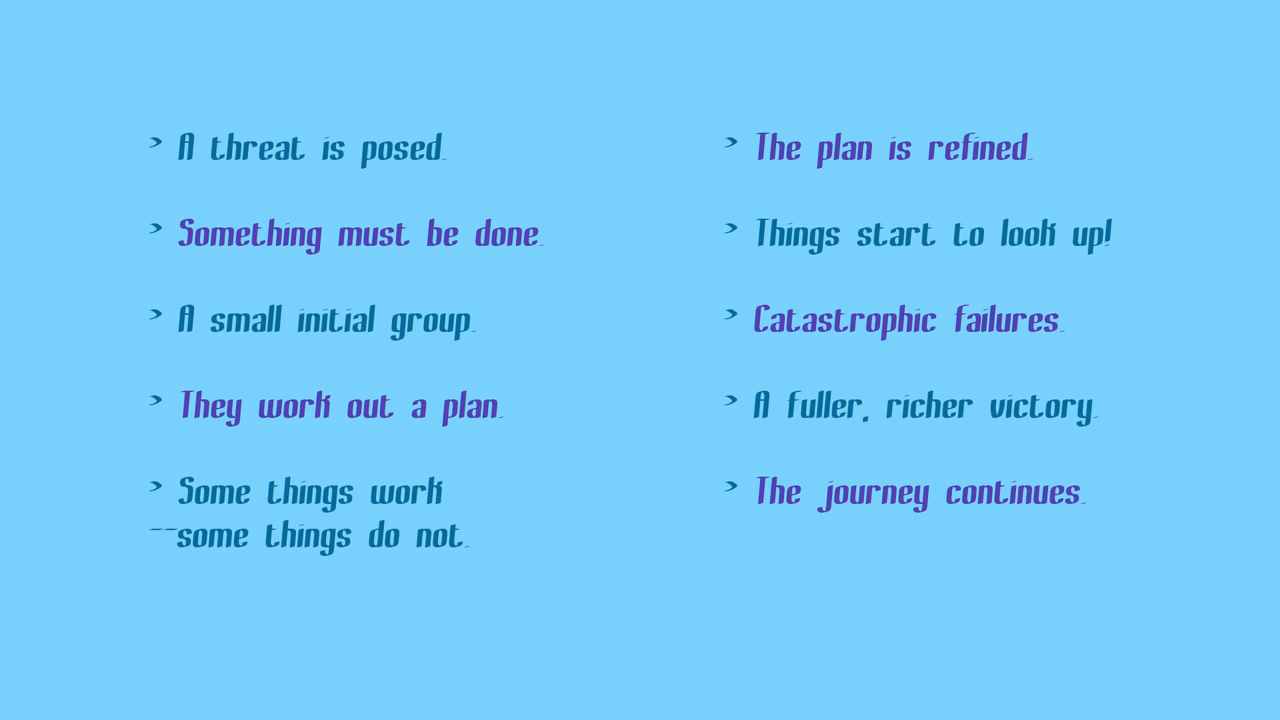 > A threat is posed.
> Something must be done.
> A small initial group.
> They work out a plan.
> Some things work
--some things do not.
> The plan is refined.
> Things start to look up!
> Catastrophic failures.
> A fuller, richer victory.
> The journey continues.